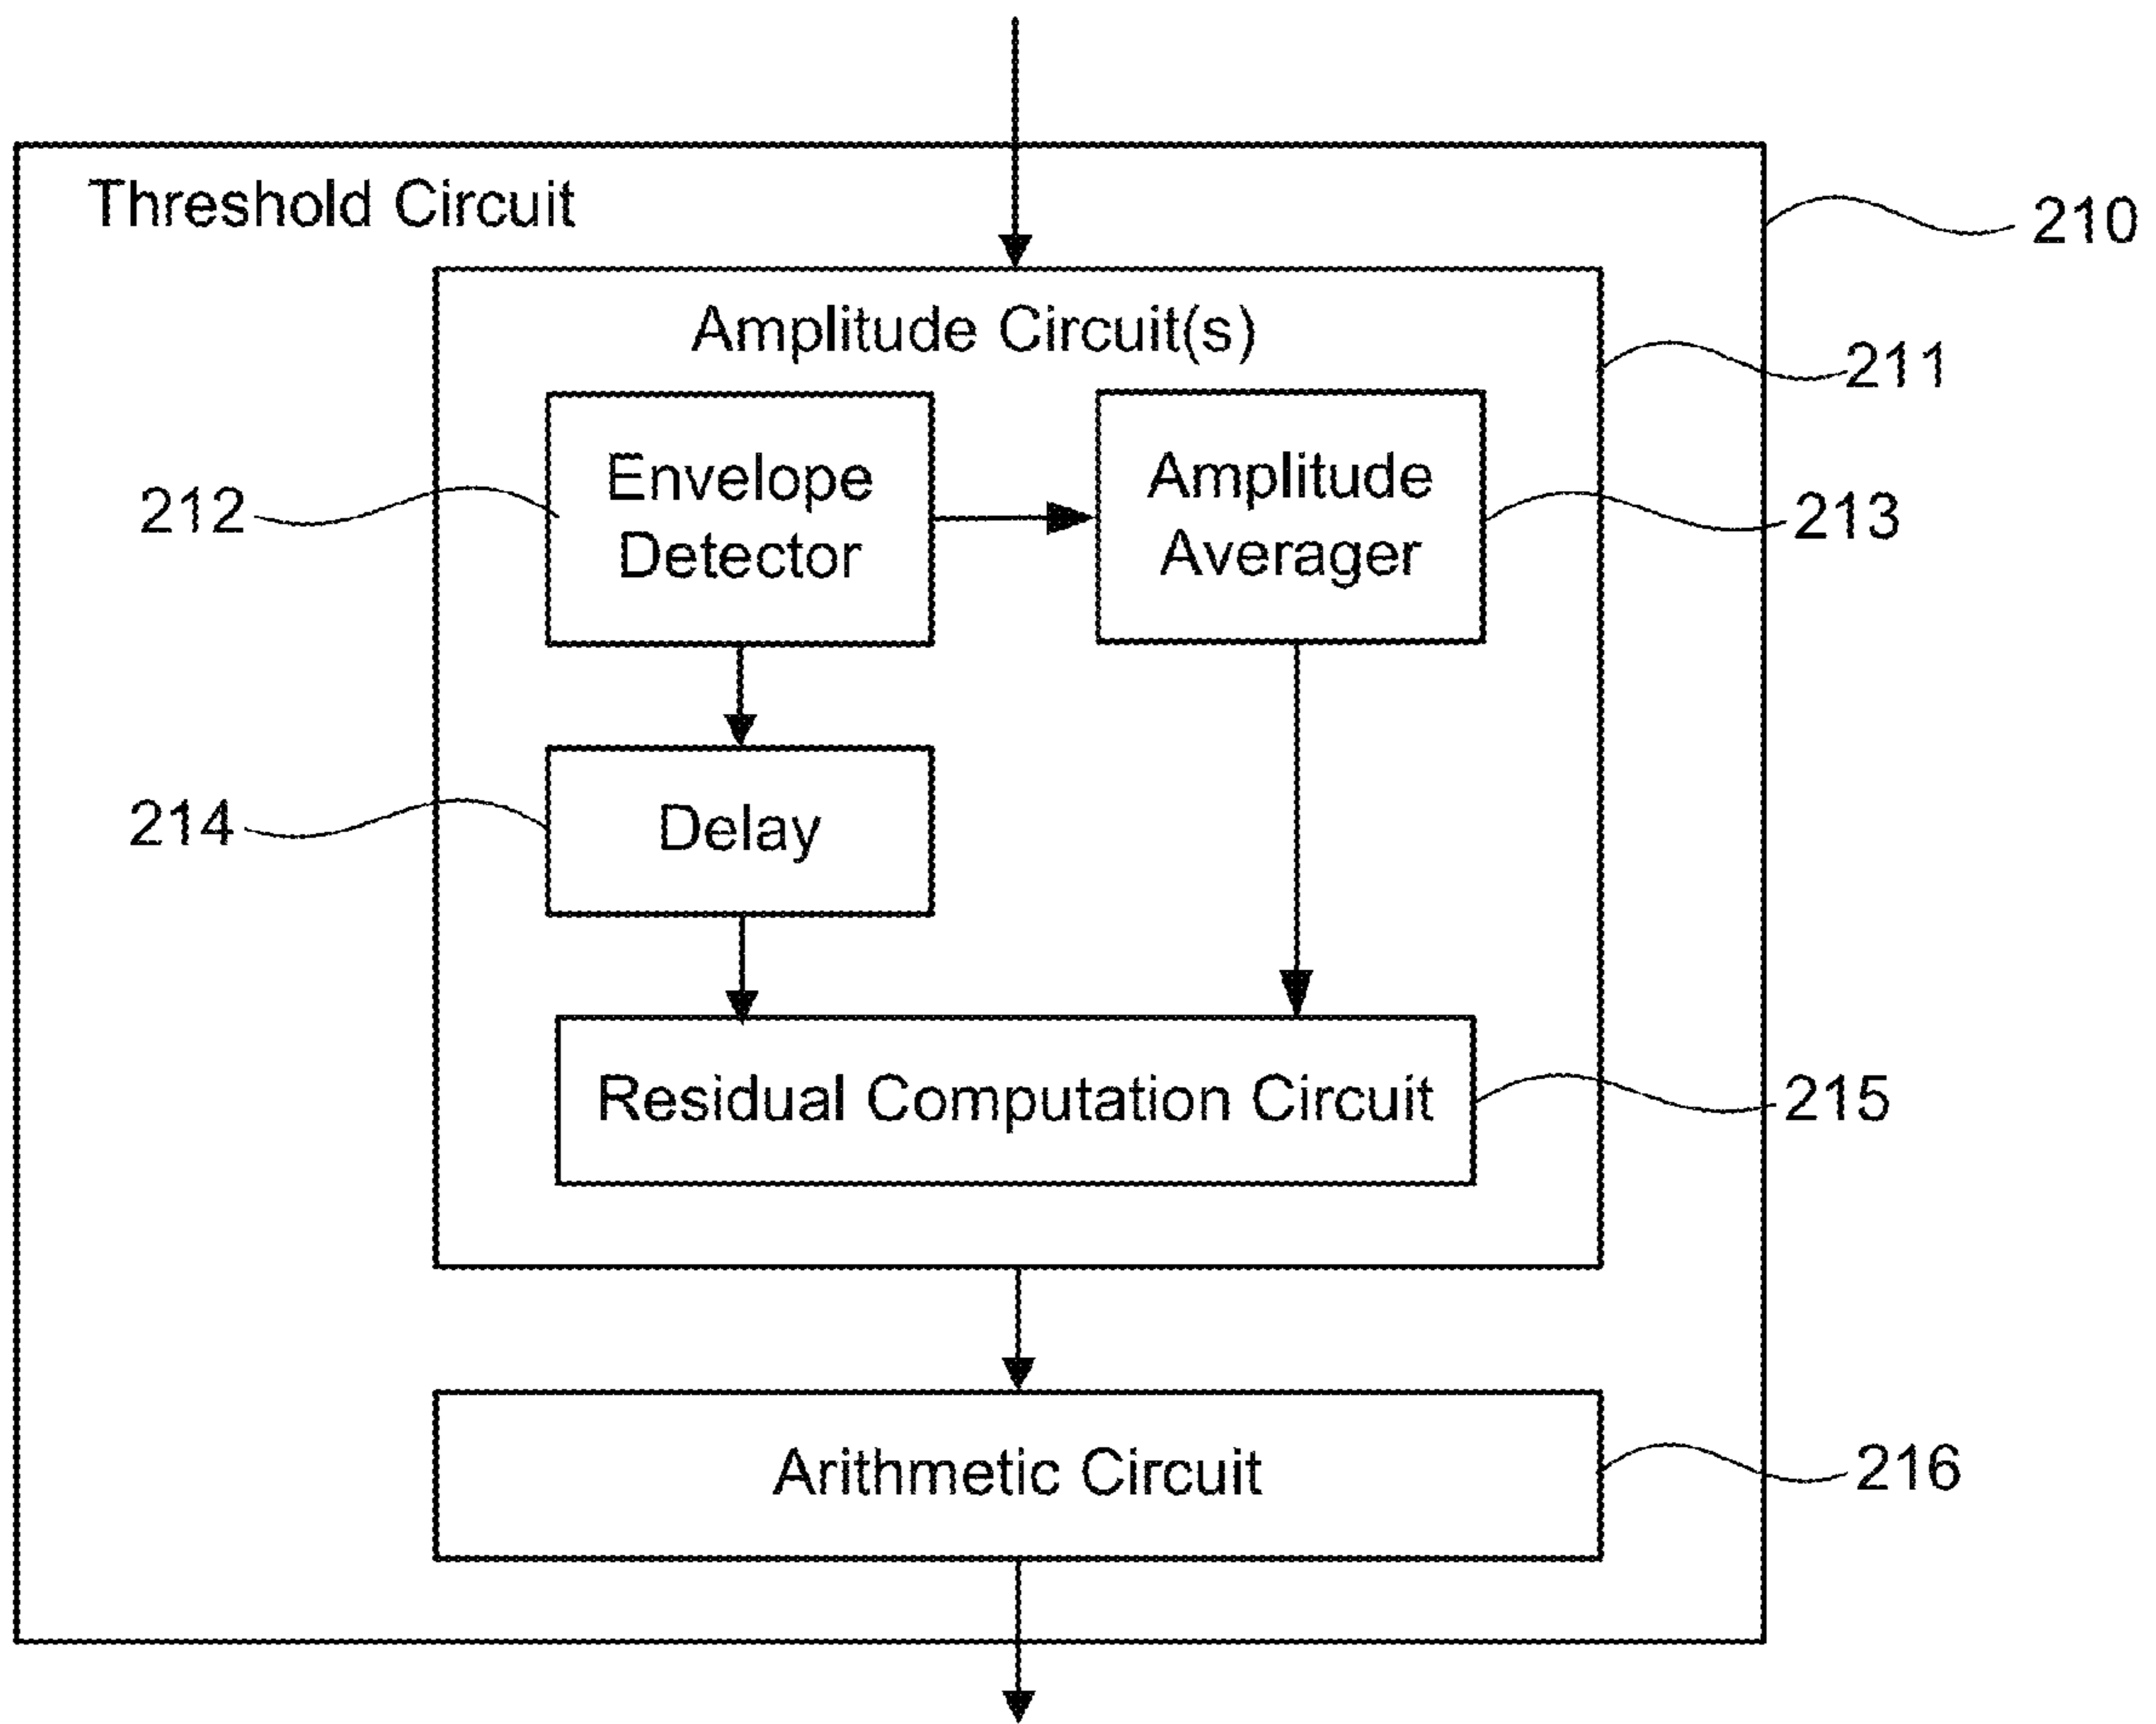 Threshold Circuit
210
Amplitude Circuit(s)
211
Envelope
Detector
Amplitude
Averager
212
213
214
Delay
Residual Computation Circuit
215
Arithmetic Circuit
216